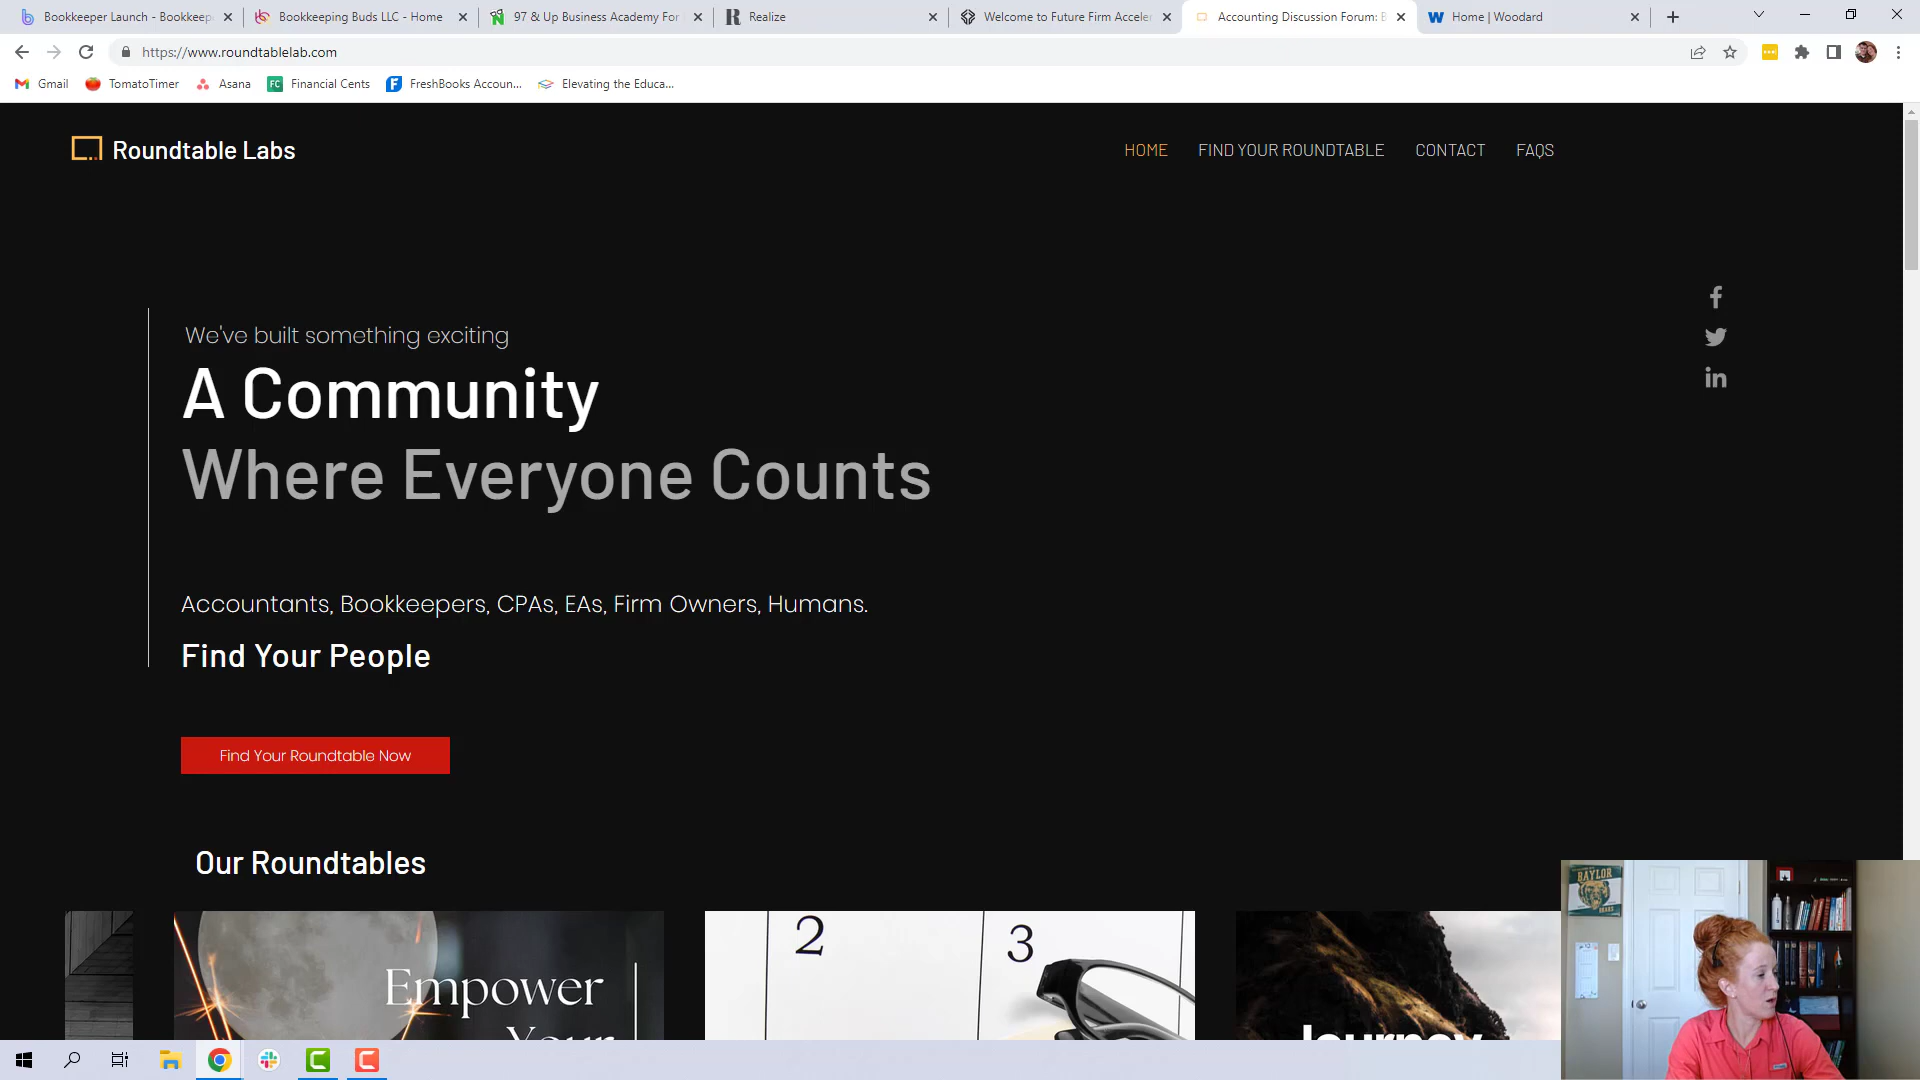 Bookkeeper Launch - Bookkeep
Bookkeeping Buds LLC - Home
97 & Up Business Academy For
Realize
Welcome to Future Firm Acceler
Accounting Discussion Forum: B
Home | Woodard
https://www.roundtablelab.com
Gmail
TomatoTimer
Asana
FC Financial Cents
FreshBooks Accoun...
Elevating the Educa...
Roundtable Labs
HOME
FIND YOUR ROUNDTABLE
CONTACT
FAQS
We've built something exciting
A Community
Where Everyone Counts
Accountants, Bookkeepers, CPAs, EAs, Firm Owners, Humans.
Find Your People
Find Your Roundtable Now
Our Roundtables
Empower
Your
2
3
Journey
BAYLOR